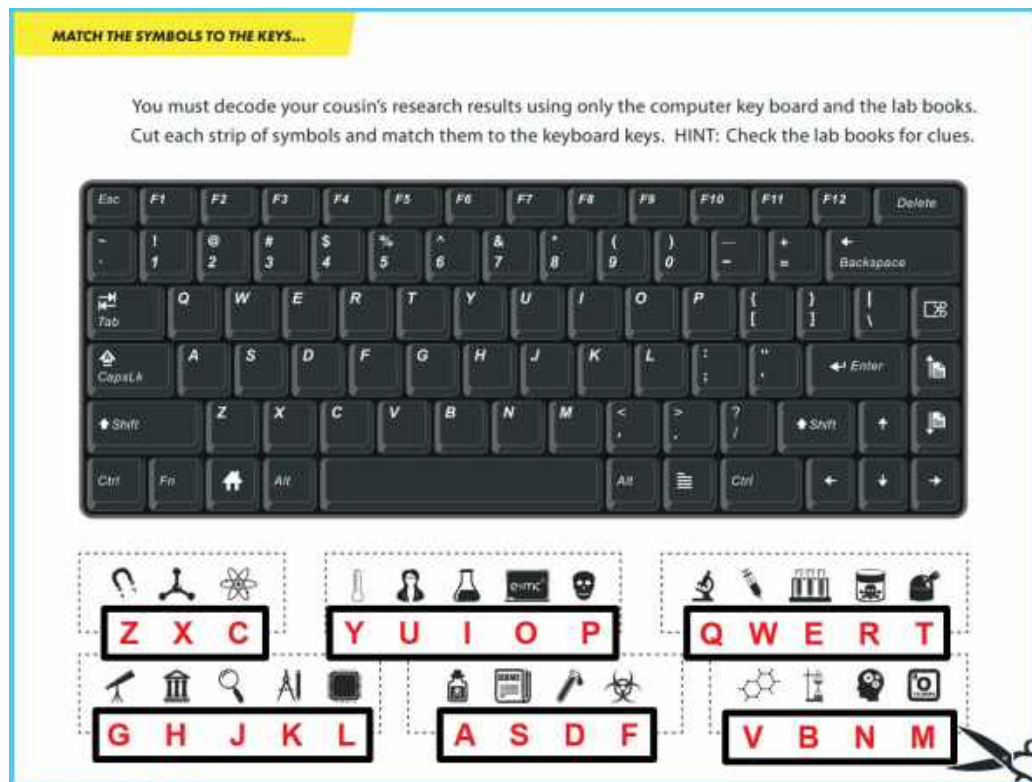 MATCH THE SYMBOLS TO THE KEYS...
You must decode your cousin's research results using only the computer key board and the lab books.
Cut each strip of symbols and match them to the keyboard keys. HINT: Check the lab books for clues.
Esc F1 F2 F3 F4 F5 F6 F7 F8 F9 F10 F11 F12 Delete
~ ! @ # $ % ^ & * ( ) — + ←
` 1 2 3 4 5 6 7 8 9 0 - = Backspace
Tab Q W E R T Y U I O P { [ } ] | \
CapsLk A S D F G H J K L : ; " ' ↵ Enter
Shift Z X C V B N M < , > . ? / Shift ↑
Ctrl Fn Alt Alt Ctrl ← ↓ →
e=mc²
Z X C Y U I O P Q W E R T
G H J K L A S D F V B N M